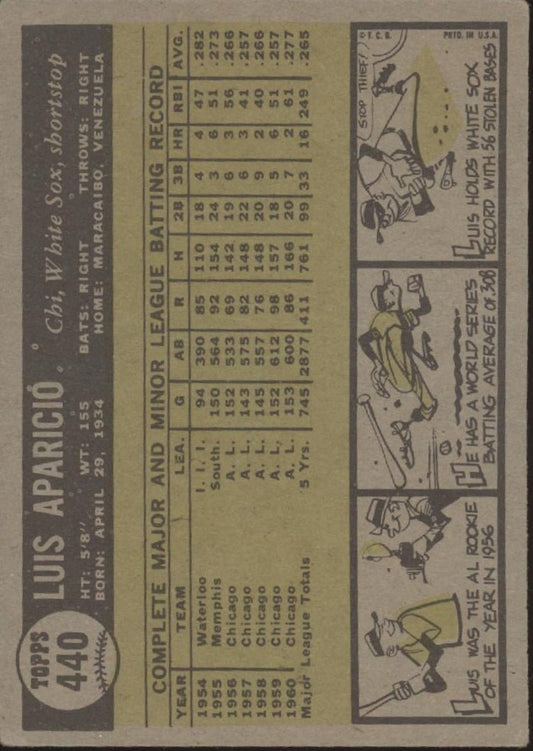 TOPPS
440
LUIS APARICIO
Chi. White Sox, shortstop
HT: 5'8" WT: 155 BATS: RIGHT THROWS: RIGHT
BORN: APRIL 29, 1934 HOME: MARACAIBO, VENEZUELA
COMPLETE MAJOR AND MINOR LEAGUE BATTING RECORD
YEAR TEAM LEA. G AB R H 2B 3B HR RBI AVG.
1954 Waterloo I. I. I. 94 390 85 110 18 4 4 47 .282
1955 Memphis South. 150 564 92 154 24 3 6 51 .273
1956 Chicago A. L. 152 533 69 142 19 6 3 56 .266
1957 Chicago A. L. 143 575 82 148 22 6 3 41 .257
1958 Chicago A. L. 145 557 76 148 20 9 2 40 .266
1959 Chicago A. L. 152 612 98 157 18 5 6 51 .257
1960 Chicago A. L. 153 600 86 166 20 7 2 61 .277
Major League Totals 5 Yrs. 745 2877 411 761 99 33 16 249 .265
LUIS WAS THE AL ROOKIE
OF THE YEAR IN 1956
HE HAS A WORLD SERIES
BATTING AVERAGE OF .308
© T. C. G. PRTD. IN U.S.A.
STOP THIEF!
LUIS HOLDS WHITE SOX
RECORD WITH 56 STOLEN BASES